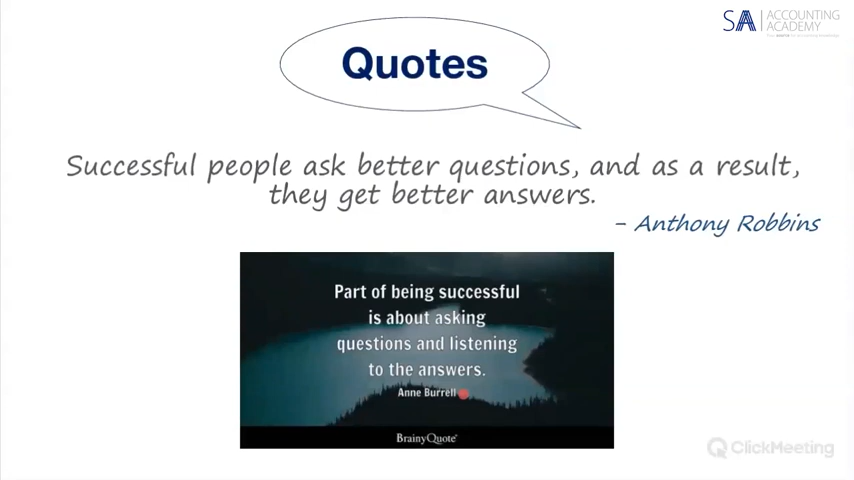 SAA ACCOUNTING
ACADEMY
Quotes
Successful people ask better questions, and as a result,
they get better answers.
– Anthony Robbins
Part of being successful
is about asking
questions and listening
to the answers.
Anne Burrell
BrainyQuote®
ClickMeeting